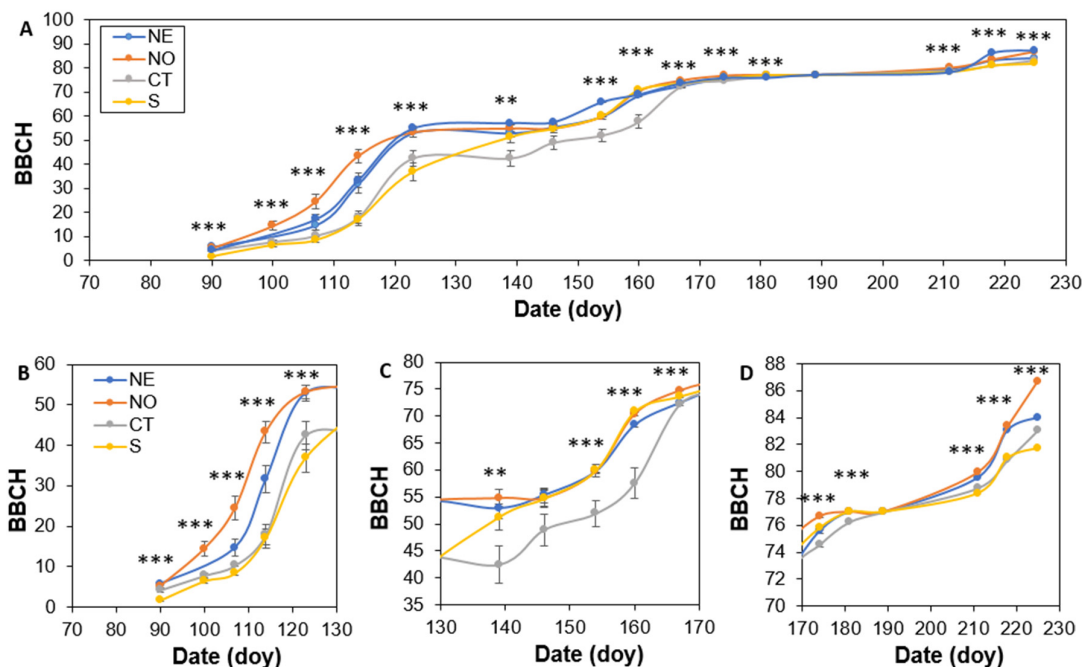 A
NE
NO
CT
S
BBCH
100
90
80
70
60
50
40
30
20
10
0
*** *** *** *** *** ** *** *** *** *** *** *** *** ***
70 80 90 100 110 120 130 140 150 160 170 180 190 200 210 220 230
Date (doy)
B
NE
NO
CT
S
BBCH
60
50
40
30
20
10
0
*** *** *** *** ***
70 80 90 100 110 120 130
Date (doy)
C
BBCH
80
75
70
65
60
55
50
45
40
35
** *** *** ***
130 140 150 160 170
Date (doy)
D
BBCH
88
86
84
82
80
78
76
74
72
70
*** *** *** *** ***
170 180 190 200 210 220 230
Date (doy)